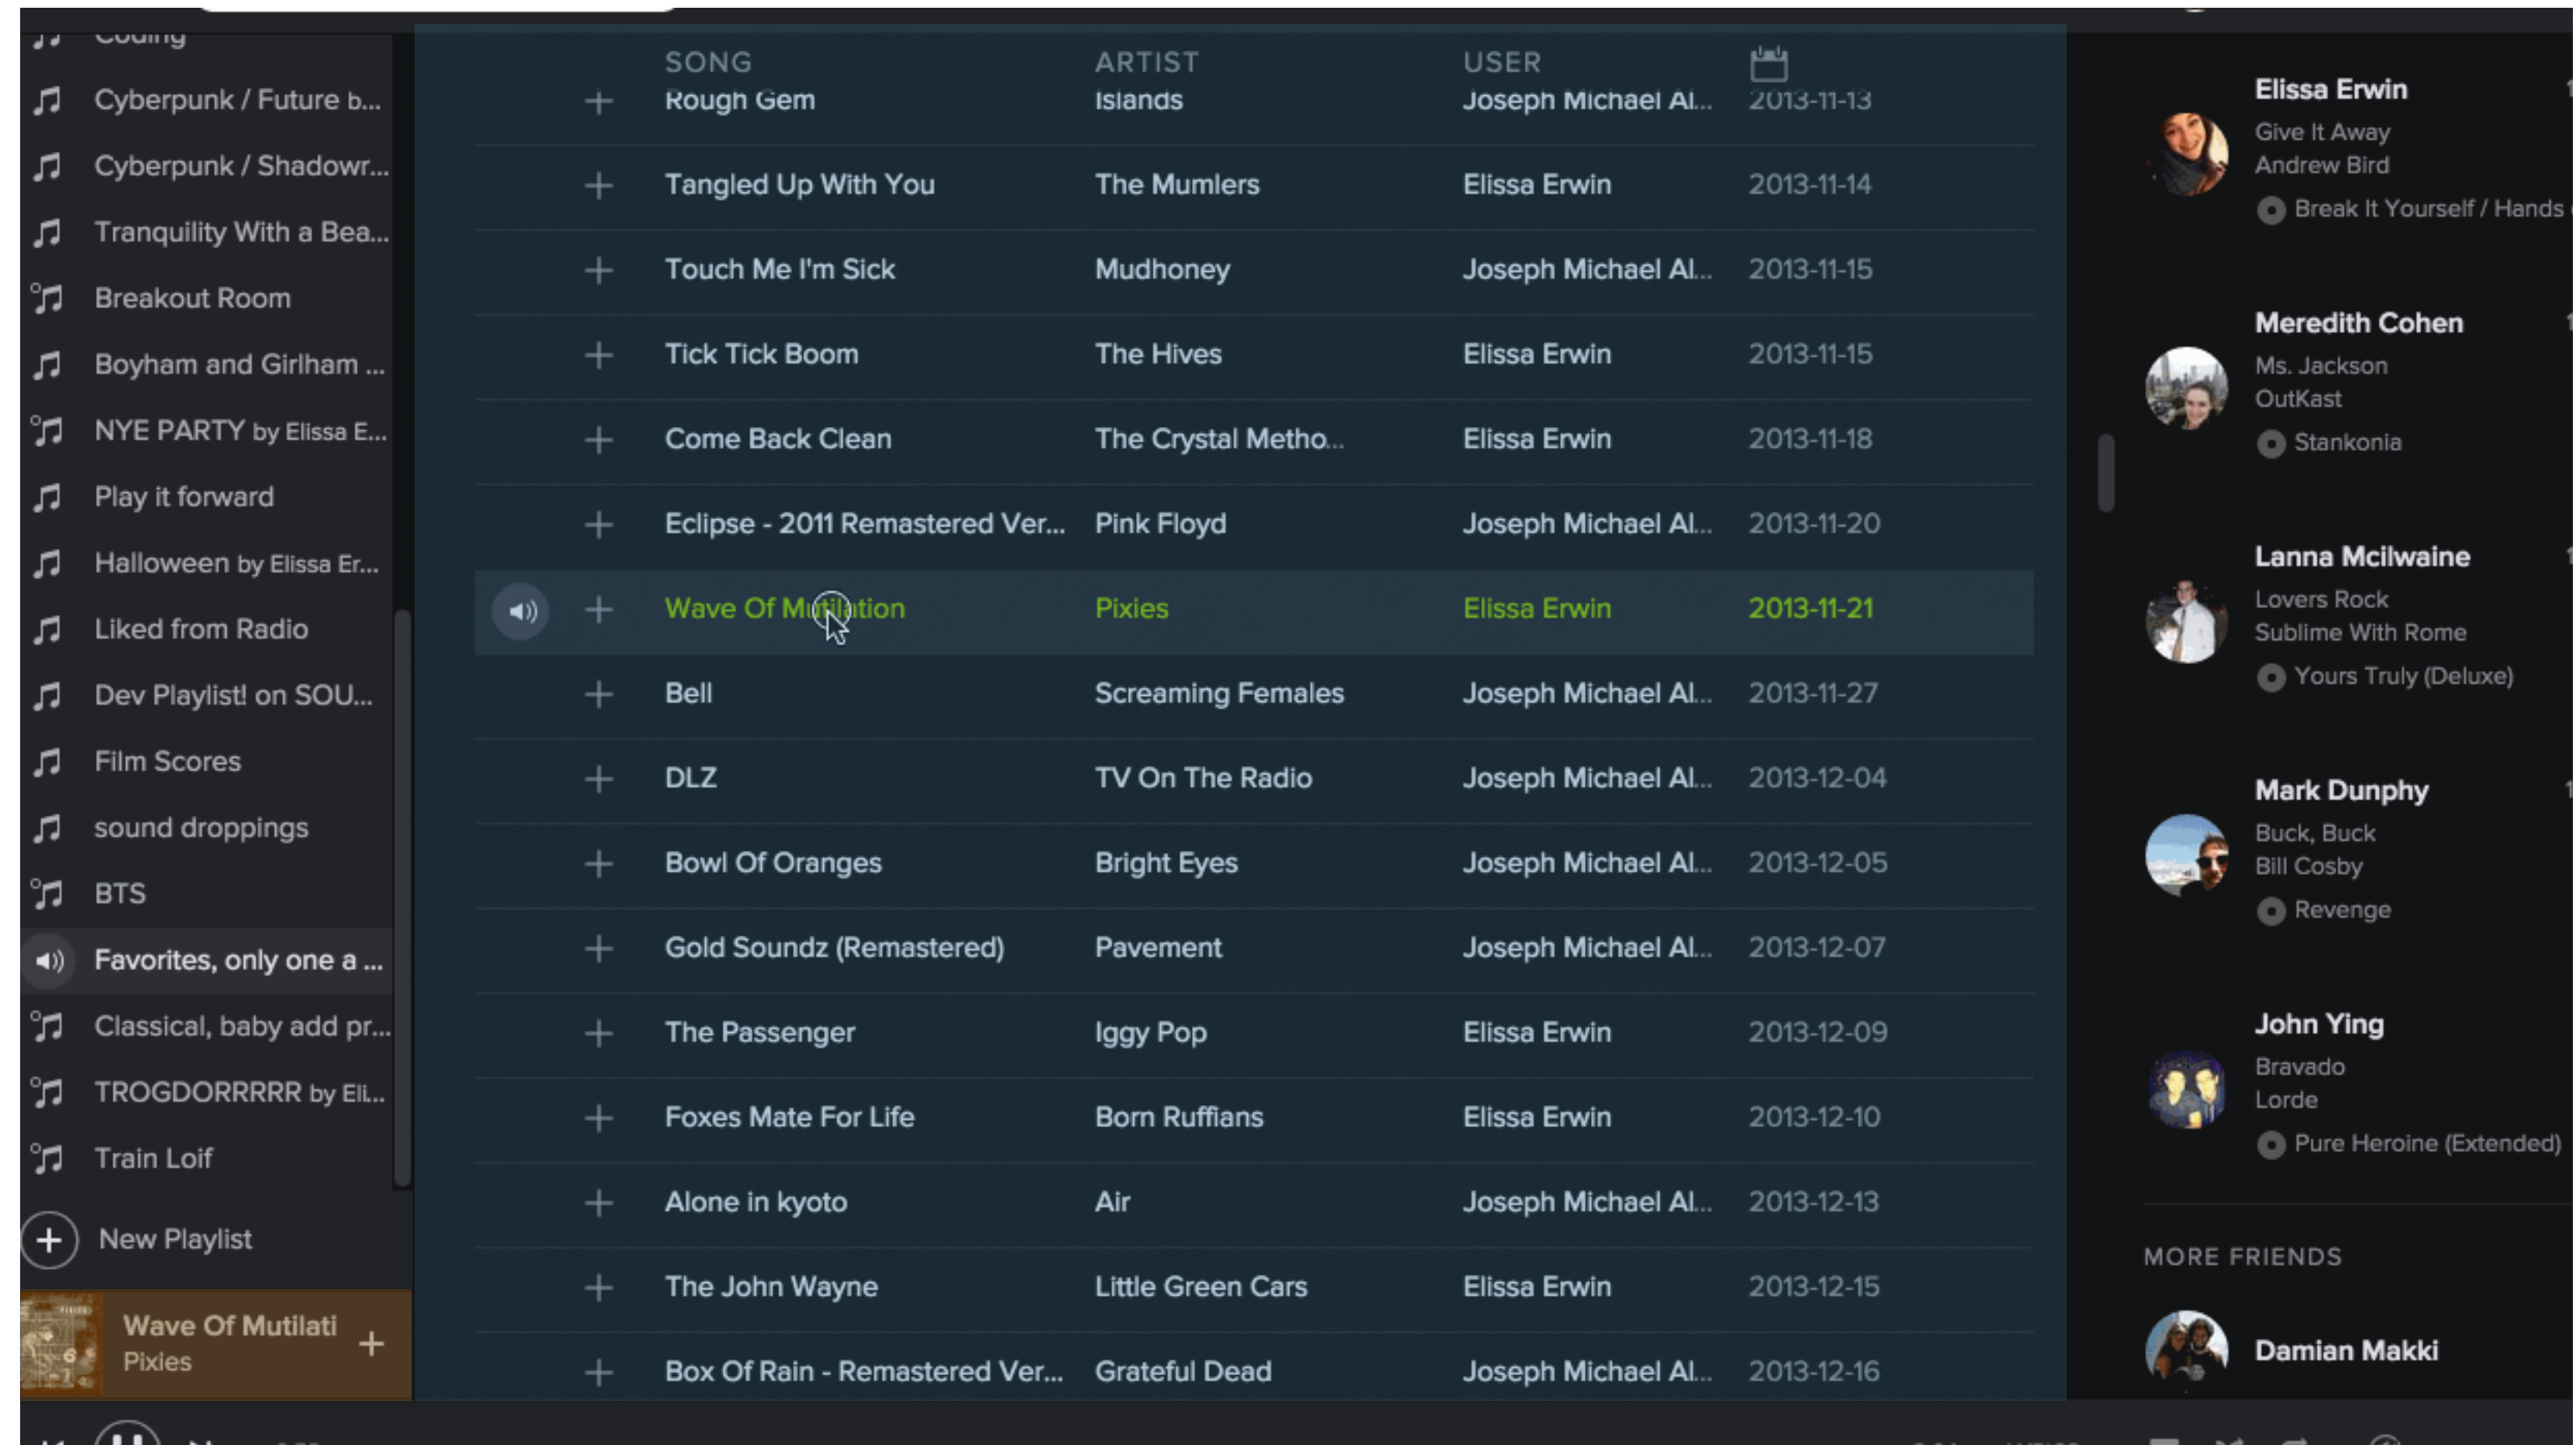 Coding
Cyberpunk / Future b...
Cyberpunk / Shadowr...
Tranquility With a Bea...
Breakout Room
Boyham and Girlham ...
NYE PARTY by Elissa E...
Play it forward
Halloween by Elissa Er...
Liked from Radio
Dev Playlist! on SOU...
Film Scores
sound droppings
BTS
Favorites, only one a ...
Classical, baby add pr...
TROGDORRRRR by Eli...
Train Loif
New Playlist
Wave Of Mutilati
Pixies
SONG ARTIST USER
Rough Gem Islands Joseph Michael Al... 2013-11-13
Tangled Up With You The Mumlers Elissa Erwin 2013-11-14
Touch Me I'm Sick Mudhoney Joseph Michael Al... 2013-11-15
Tick Tick Boom The Hives Elissa Erwin 2013-11-15
Come Back Clean The Crystal Metho... Elissa Erwin 2013-11-18
Eclipse - 2011 Remastered Ver... Pink Floyd Joseph Michael Al... 2013-11-20
Wave Of Mutilation Pixies Elissa Erwin 2013-11-21
Bell Screaming Females Joseph Michael Al... 2013-11-27
DLZ TV On The Radio Joseph Michael Al... 2013-12-04
Bowl Of Oranges Bright Eyes Joseph Michael Al... 2013-12-05
Gold Soundz (Remastered) Pavement Joseph Michael Al... 2013-12-07
The Passenger Iggy Pop Elissa Erwin 2013-12-09
Foxes Mate For Life Born Ruffians Elissa Erwin 2013-12-10
Alone in kyoto Air Joseph Michael Al... 2013-12-13
The John Wayne Little Green Cars Elissa Erwin 2013-12-15
Box Of Rain - Remastered Ver... Grateful Dead Joseph Michael Al... 2013-12-16
Elissa Erwin
Give It Away
Andrew Bird
Break It Yourself / Hands
Meredith Cohen
Ms. Jackson
OutKast
Stankonia
Lanna Mcilwaine
Lovers Rock
Sublime With Rome
Yours Truly (Deluxe)
Mark Dunphy
Buck, Buck
Bill Cosby
Revenge
John Ying
Bravado
Lorde
Pure Heroine (Extended)
MORE FRIENDS
Damian Makki